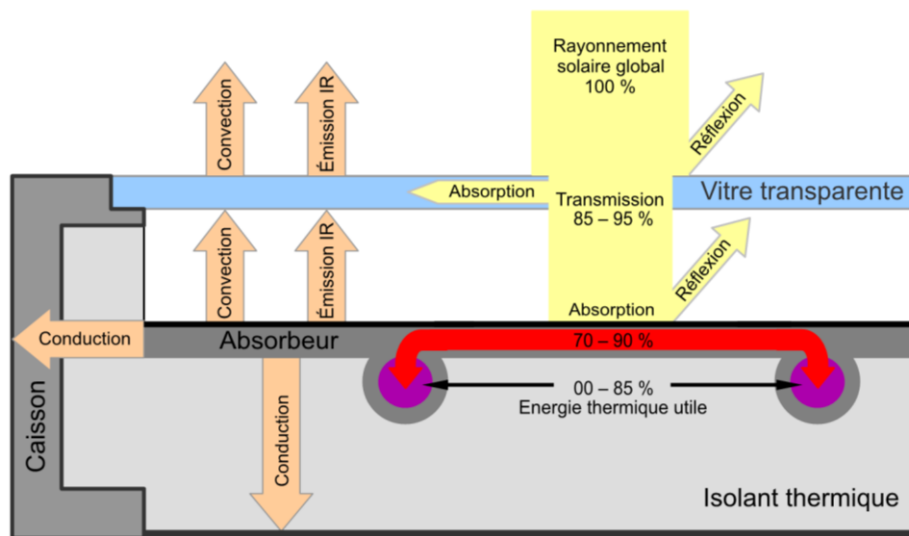 Rayonnement
solaire global
100 %
Convection
Émission IR
Réflexion
Absorption
Transmission
85 – 95 %
Vitre transparente
Convection
Émission IR
Réflexion
Absorption
Conduction
Absorbeur
70 – 90 %
00 – 85 %
Energie thermique utile
Caisson
Conduction
Isolant thermique